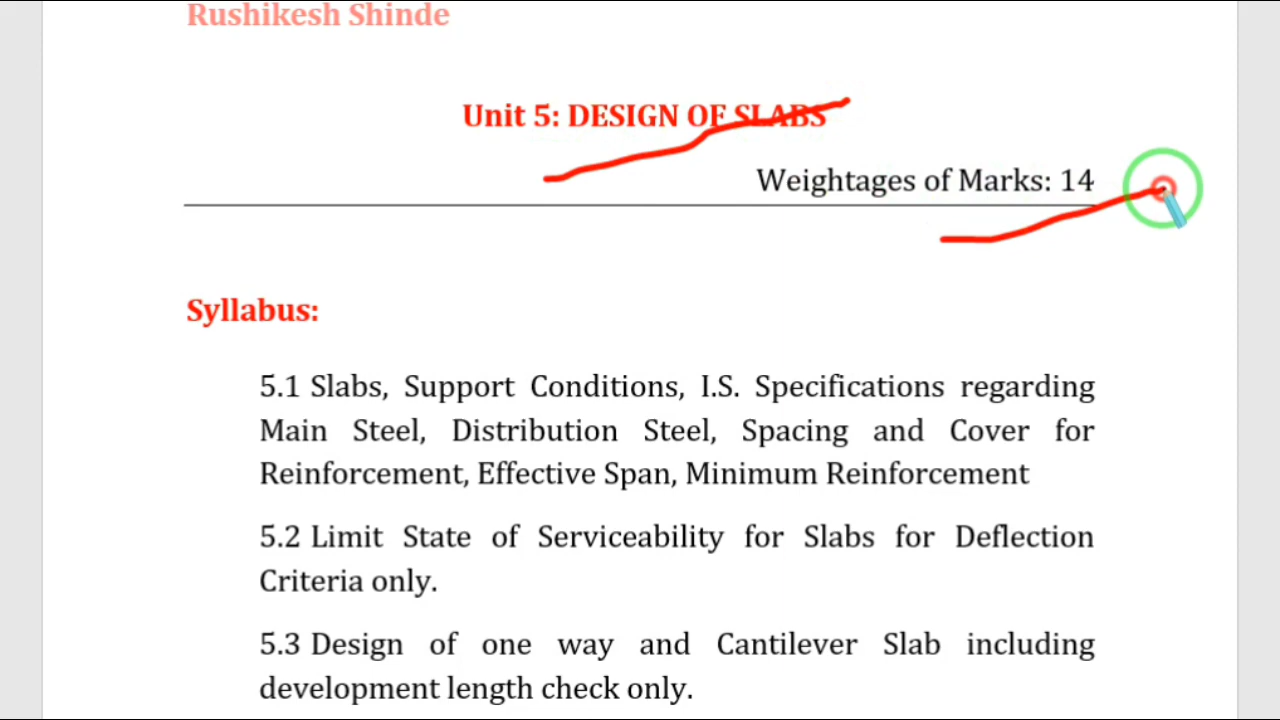 Rushikesh Shinde
Unit 5: DESIGN OF SLABS
Weightages of Marks: 14
Syllabus:
5.1 Slabs, Support Conditions, I.S. Specifications regarding
Main Steel, Distribution Steel, Spacing and Cover for
Reinforcement, Effective Span, Minimum Reinforcement
5.2 Limit State of Serviceability for Slabs for Deflection
Criteria only.
5.3 Design of one way and Cantilever Slab including
development length check only.